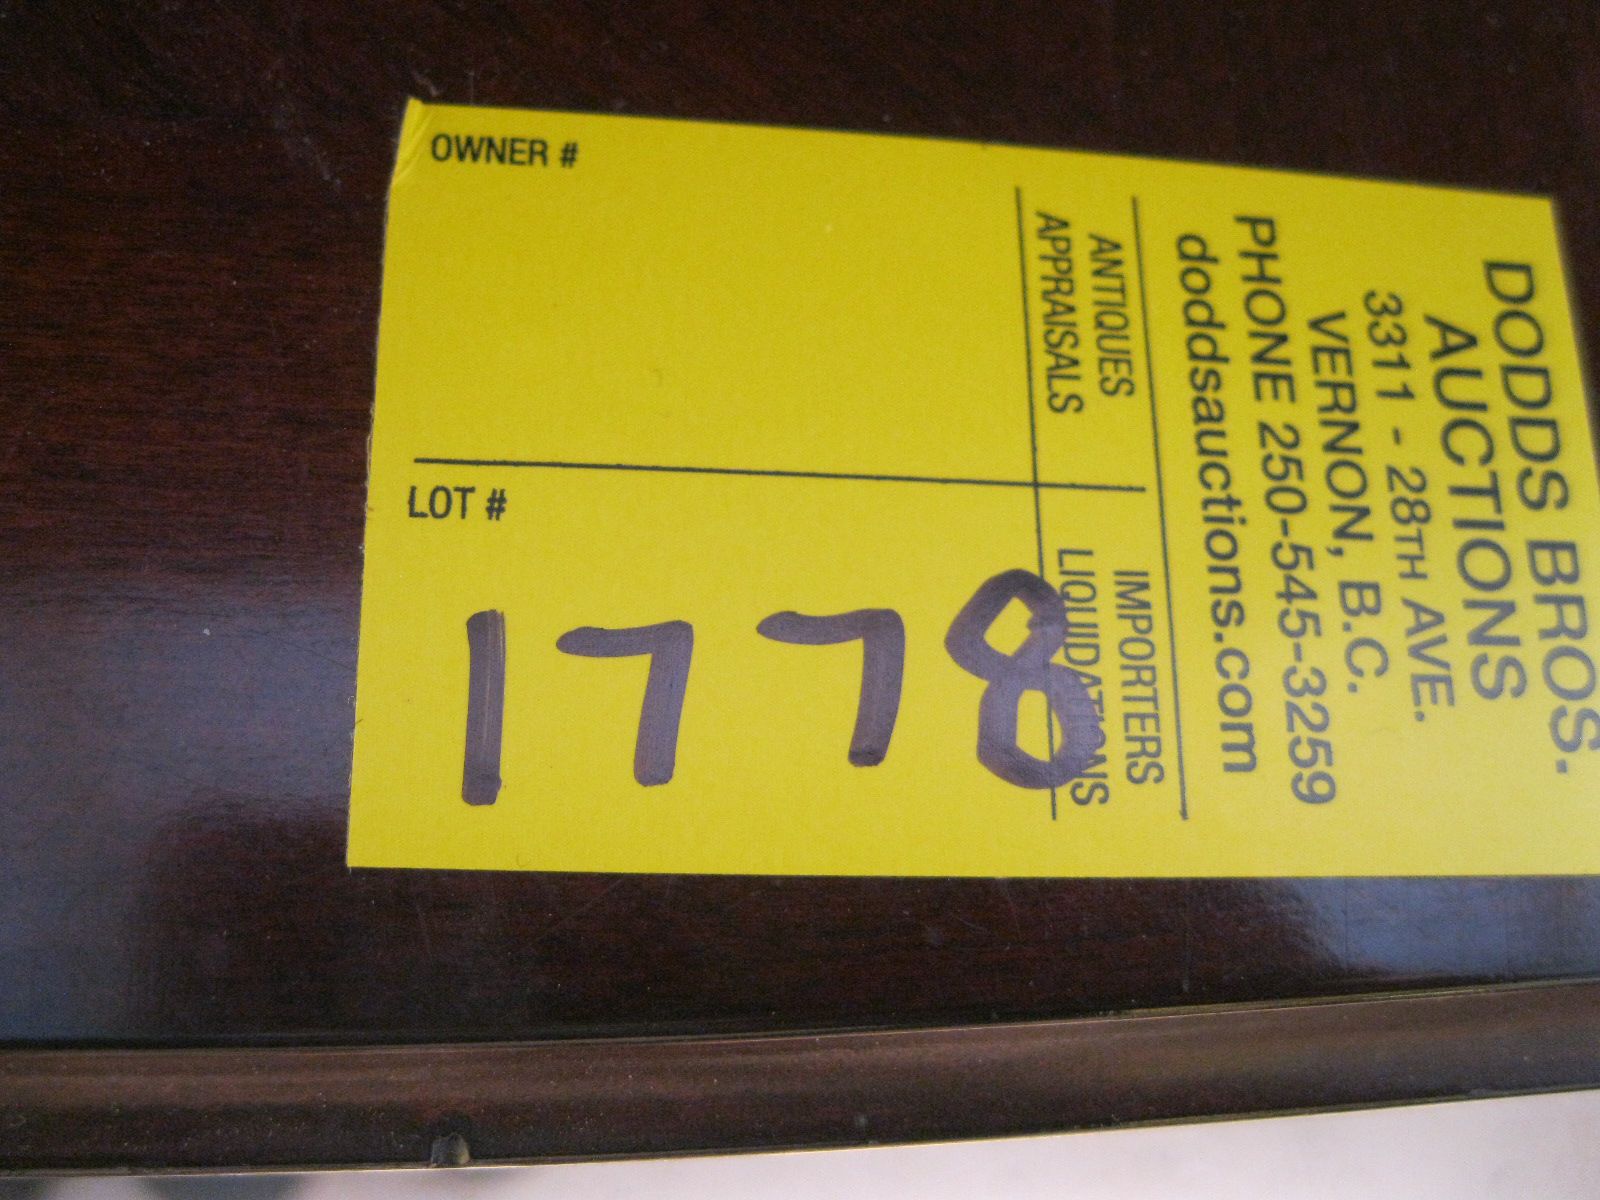 OWNER #
LOT #
1778
DODDS BROS.
AUCTIONS
3311 - 28TH AVE.
VERNON, B.C.
PHONE 250-545-3259
doddsauctions.com
ANTIQUES IMPORTERS
APPRAISALS LIQUIDATIONS